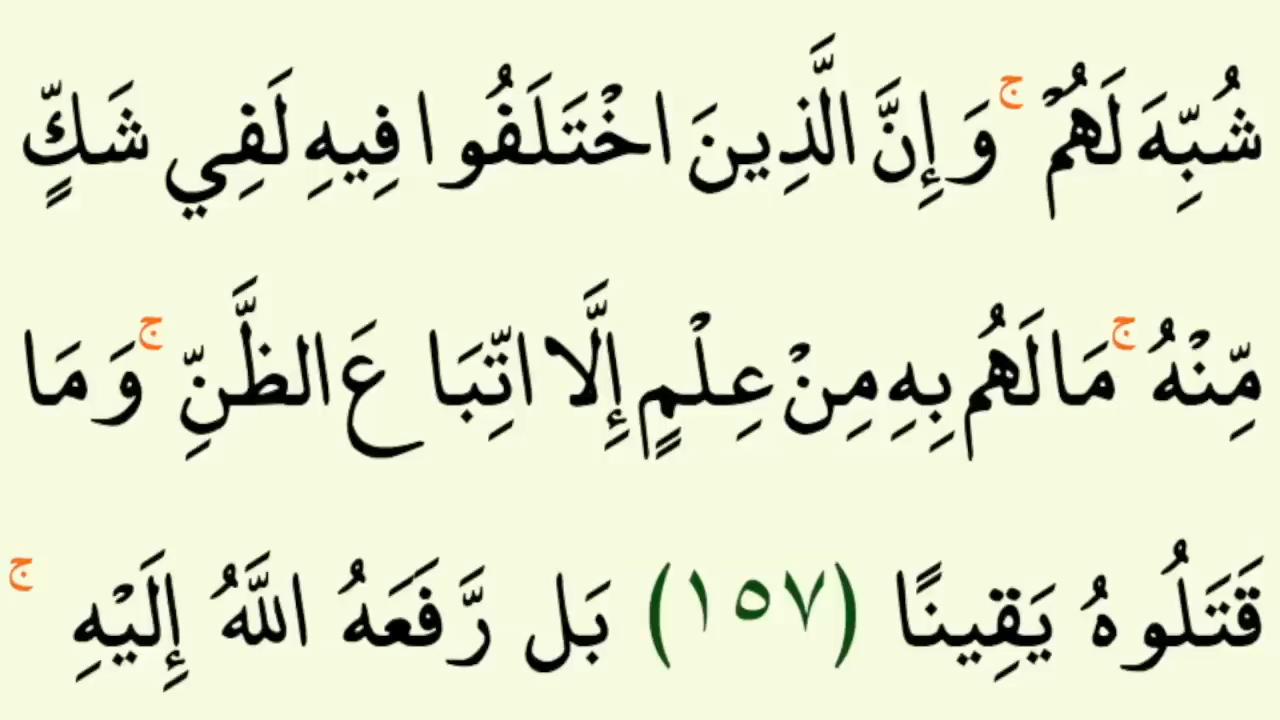 شُبِّهَ لَهُمْ ۚ وَإِنَّ الَّذِينَ اخْتَلَفُوا فِيهِ لَفِي شَكٍّ
مِّنْهُ ۚ مَا لَهُم بِهِ مِنْ عِلْمٍ إِلَّا اتِّبَاعَ الظَّنِّ ۚ وَمَا
قَتَلُوهُ يَقِينًا (١٥٧) بَل رَّفَعَهُ اللَّهُ إِلَيْهِ ۚ